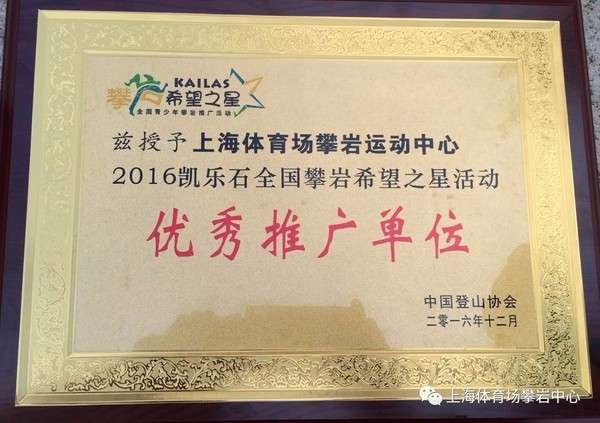 攀岩
KAILAS
希望之星
全国青少年攀岩推广活动
兹授予上海体育场攀岩运动中心
2016凯乐石全国攀岩希望之星活动
优秀推广单位
中国登山协会
二零一六年十二月
上海体育场攀岩中心